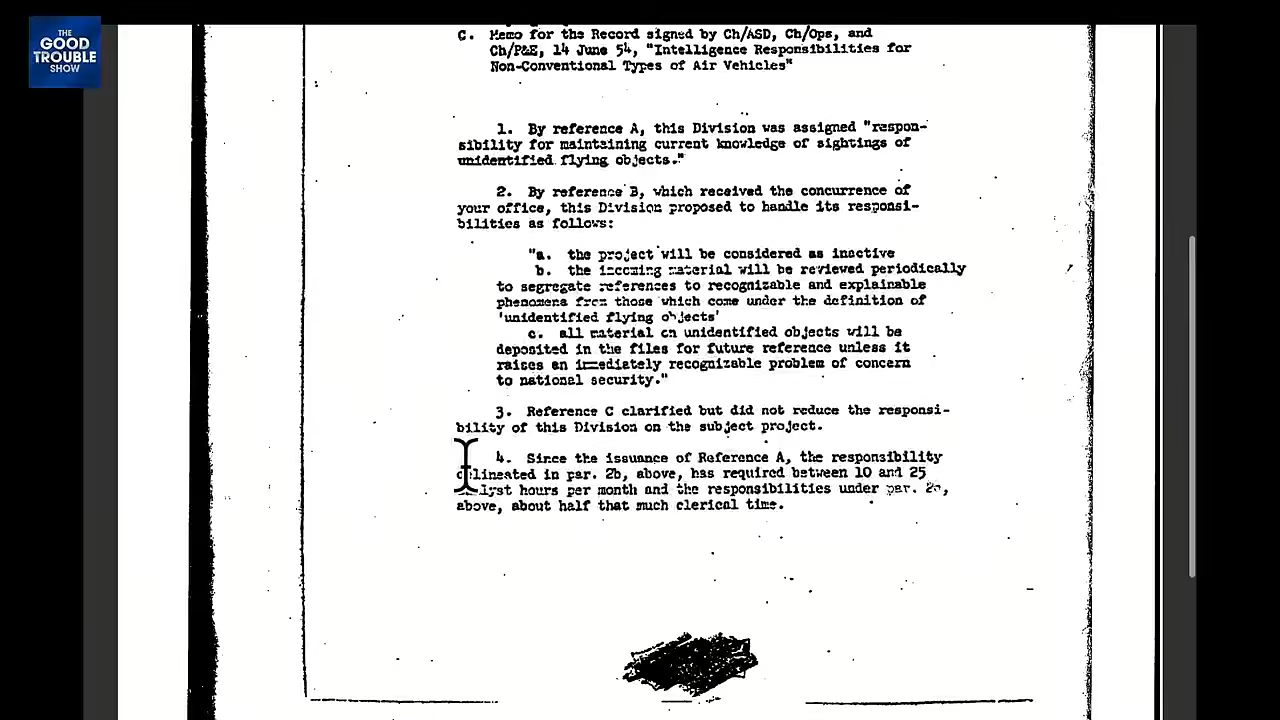 THE
GOOD
TROUBLE
SHOW
C. Memo for the Record signed by Ch/ASD, Ch/Ops, and
Ch/P&E, 14 June 54, "Intelligence Responsibilities for
Non-Conventional Types of Air Vehicles"
1. By reference A, this Division was assigned "respon-
sibility for maintaining current knowledge of sightings of
unidentified flying objects."
2. By reference B, which received the concurrence of
your office, this Division proposed to handle its responsi-
bilities as follows:
"a. the project will be considered as inactive
b. the incoming material will be reviewed periodically
to segregate references to recognizable and explainable
phenomena from those which come under the definition of
'unidentified flying objects'
c. all material on unidentified objects will be
deposited in the files for future reference unless it
raises an immediately recognizable problem of concern
to national security."
3. Reference C clarified but did not reduce the responsi-
bility of this Division on the subject project.
4. Since the issuance of Reference A, the responsibility
delineated in par. 2b, above, has required between 10 and 25
analyst hours per month and the responsibilities under par. 2c,
above, about half that much clerical time.